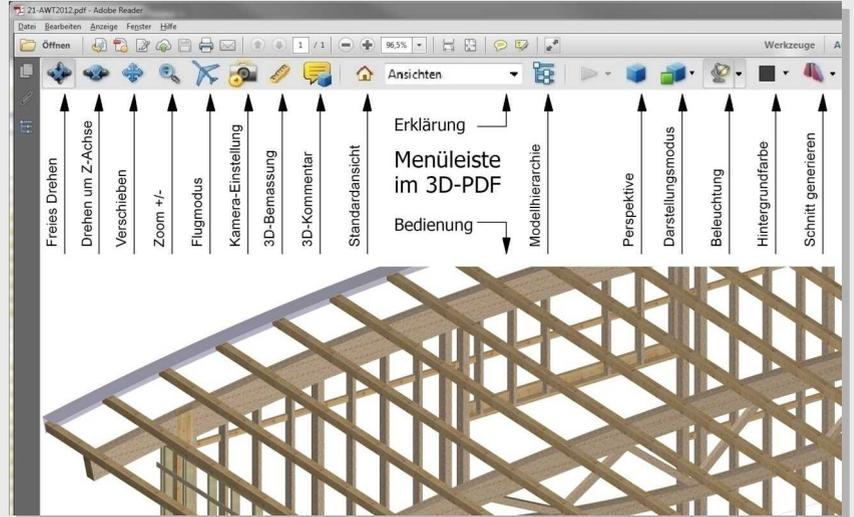 21-AWT2012.pdf - Adobe Reader
Datei Bearbeiten Anzeige Fenster Hilfe
Öffnen 1 / 1 96,5% Werkzeuge A
Ansichten
Freies Drehen
Drehen um Z-Achse
Verschieben
Zoom +/-
Flugmodus
Kamera-Einstellung
3D-Bemassung
3D-Kommentar
Standardansicht
Erklärung
Menüleiste
im 3D-PDF
Bedienung
Modellhierarchie
Perspektive
Darstellungsmodus
Beleuchtung
Hintergrundfarbe
Schnitt generieren